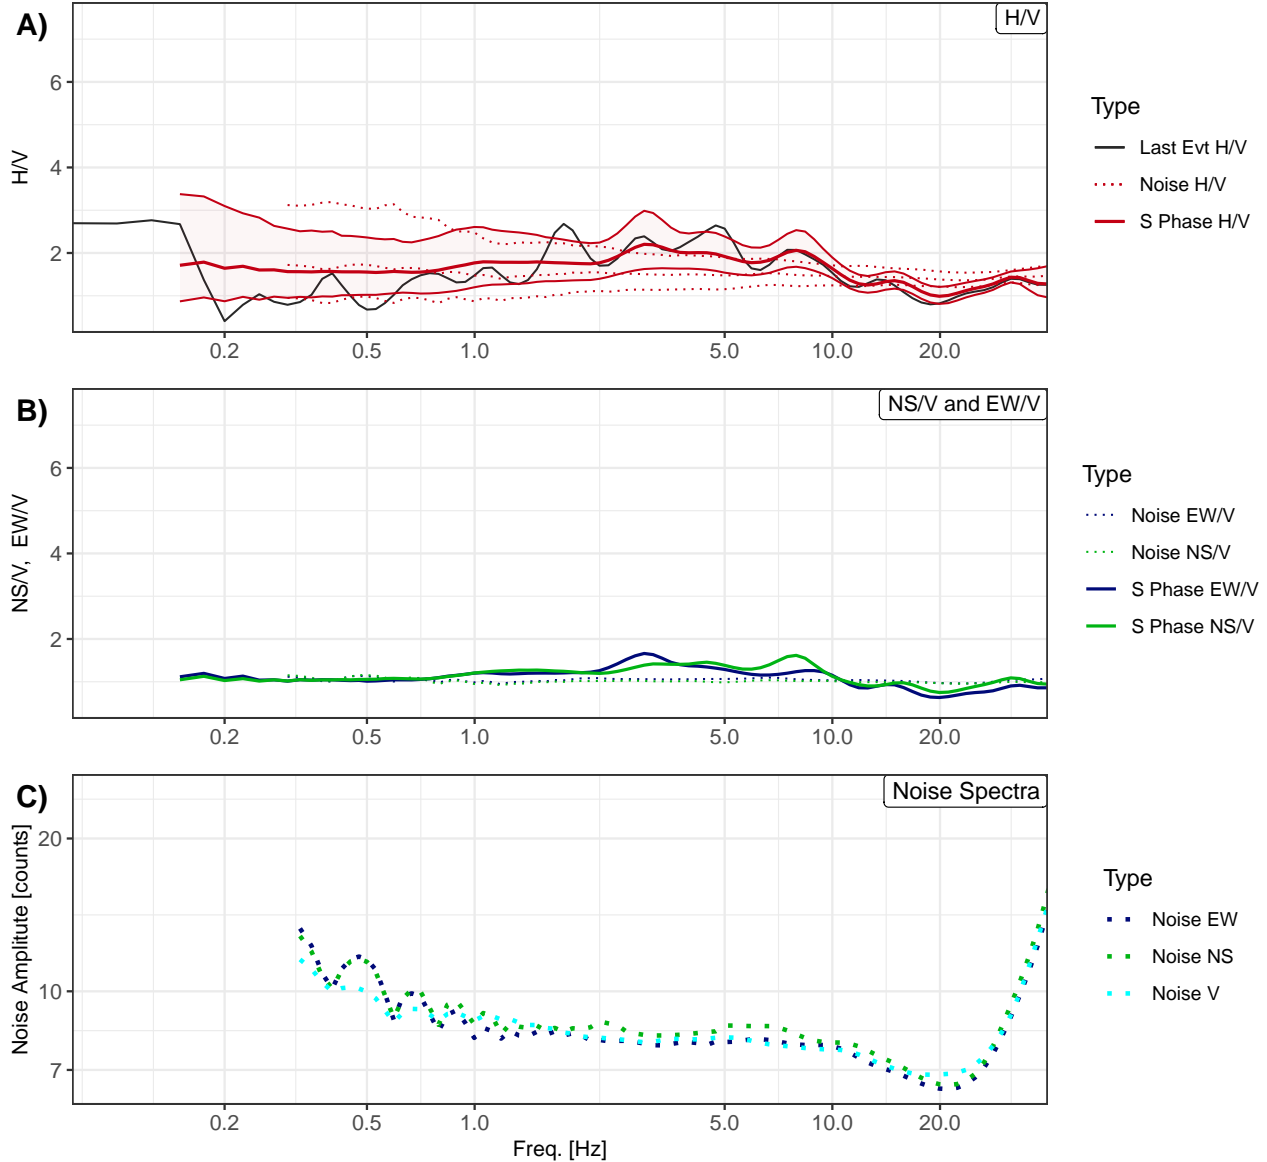 A)
H/V
H/V
6
4
2
0.2 0.5 1.0 5.0 10.0 20.0
Type
Last Evt H/V
Noise H/V
S Phase H/V
B)
NS/V and EW/V
NS/V, EW/V
6
4
2
0.2 0.5 1.0 5.0 10.0 20.0
Type
Noise EW/V
Noise NS/V
S Phase EW/V
S Phase NS/V
C)
Noise Spectra
Noise Amplitute [counts]
20
10
7
0.2 0.5 1.0 5.0 10.0 20.0
Freq. [Hz]
Type
Noise EW
Noise NS
Noise V